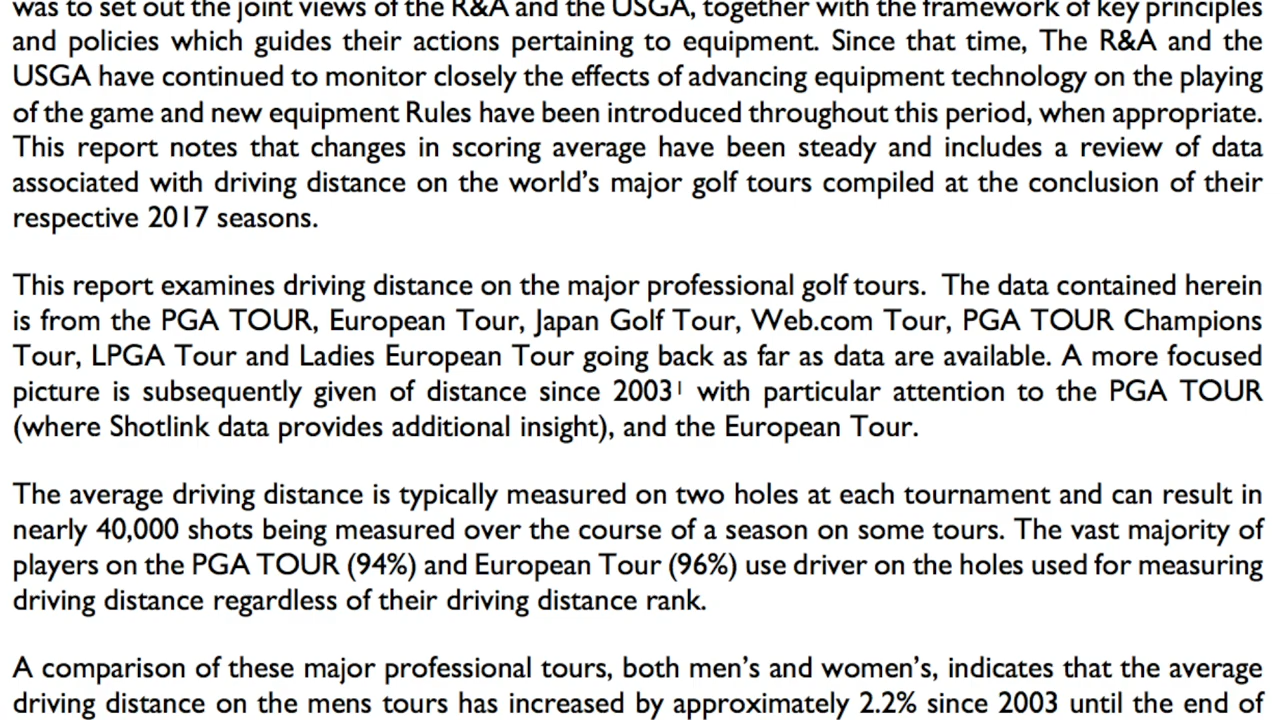 was to set out the joint views of the R&A and the USGA, together with the framework of key principles
and policies which guides their actions pertaining to equipment. Since that time, The R&A and the
USGA have continued to monitor closely the effects of advancing equipment technology on the playing
of the game and new equipment Rules have been introduced throughout this period, when appropriate.
This report notes that changes in scoring average have been steady and includes a review of data
associated with driving distance on the world's major golf tours compiled at the conclusion of their
respective 2017 seasons.
This report examines driving distance on the major professional golf tours. The data contained herein
is from the PGA TOUR, European Tour, Japan Golf Tour, Web.com Tour, PGA TOUR Champions
Tour, LPGA Tour and Ladies European Tour going back as far as data are available. A more focused
picture is subsequently given of distance since 2003¹ with particular attention to the PGA TOUR
(where Shotlink data provides additional insight), and the European Tour.
The average driving distance is typically measured on two holes at each tournament and can result in
nearly 40,000 shots being measured over the course of a season on some tours. The vast majority of
players on the PGA TOUR (94%) and European Tour (96%) use driver on the holes used for measuring
driving distance regardless of their driving distance rank.
A comparison of these major professional tours, both men's and women's, indicates that the average
driving distance on the mens tours has increased by approximately 2.2% since 2003 until the end of